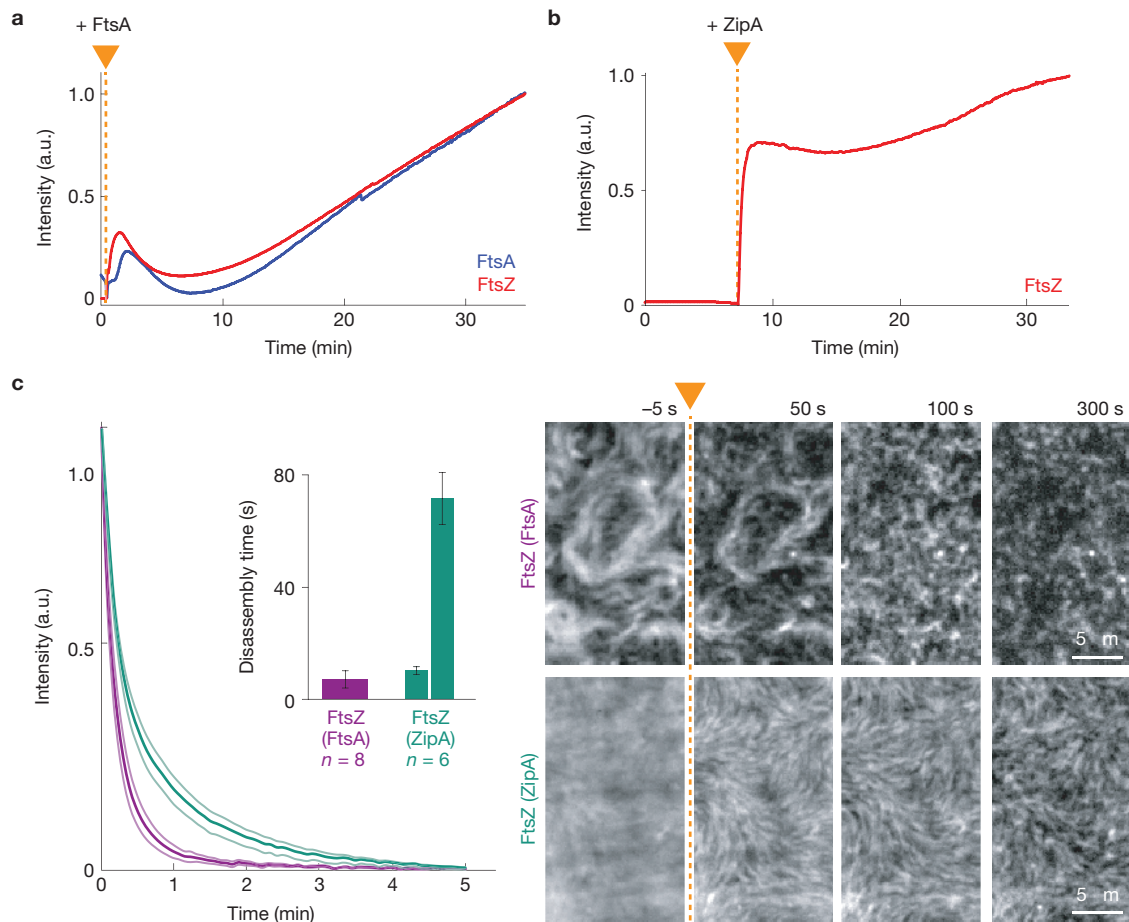 a
+ FtsA
1.0
0.5
0
Intensity (a.u.)
0
10
20
30
Time (min)
FtsA
FtsZ
b
+ ZipA
1.0
0.5
0
Intensity (a.u.)
0
10
20
30
Time (min)
FtsZ
c
1.0
0.5
0
Intensity (a.u.)
0
1
2
3
4
5
Time (min)
80
40
0
Disassembly time (s)
FtsZ
(FtsA)
n = 8
FtsZ
(ZipA)
n = 6
–5 s
50 s
100 s
300 s
FtsZ (FtsA)
5 m
FtsZ (ZipA)
5 m